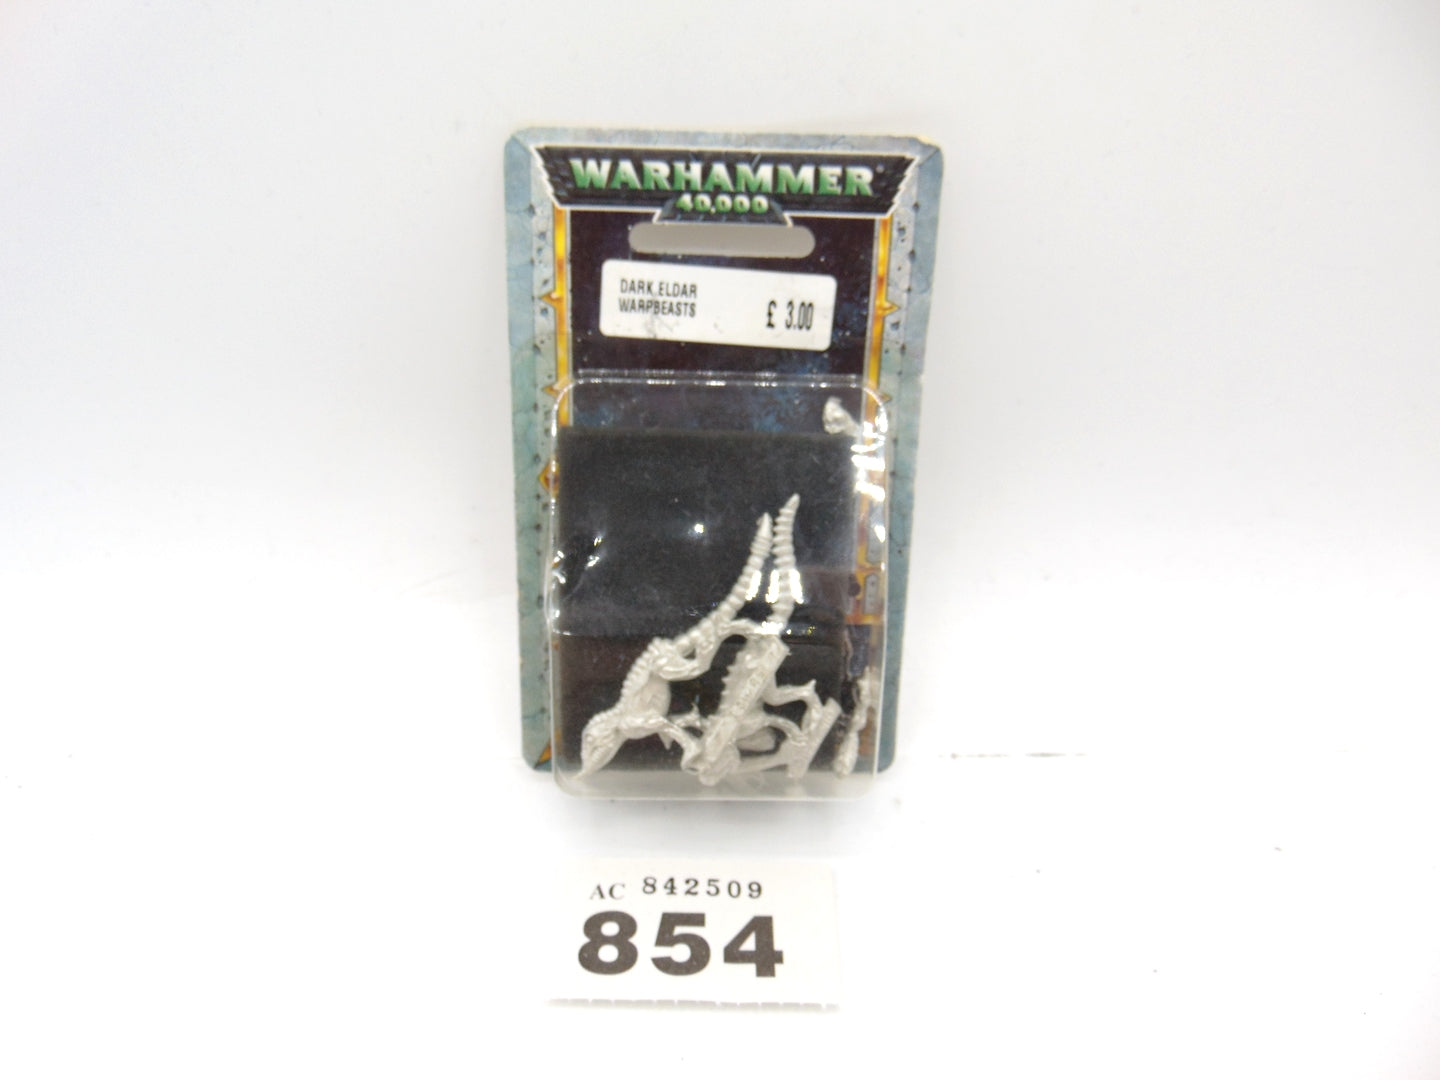 WARHAMMER®
40,000
DARK ELDAR
WARPBEASTS
£ 3.00
AC 842509
854